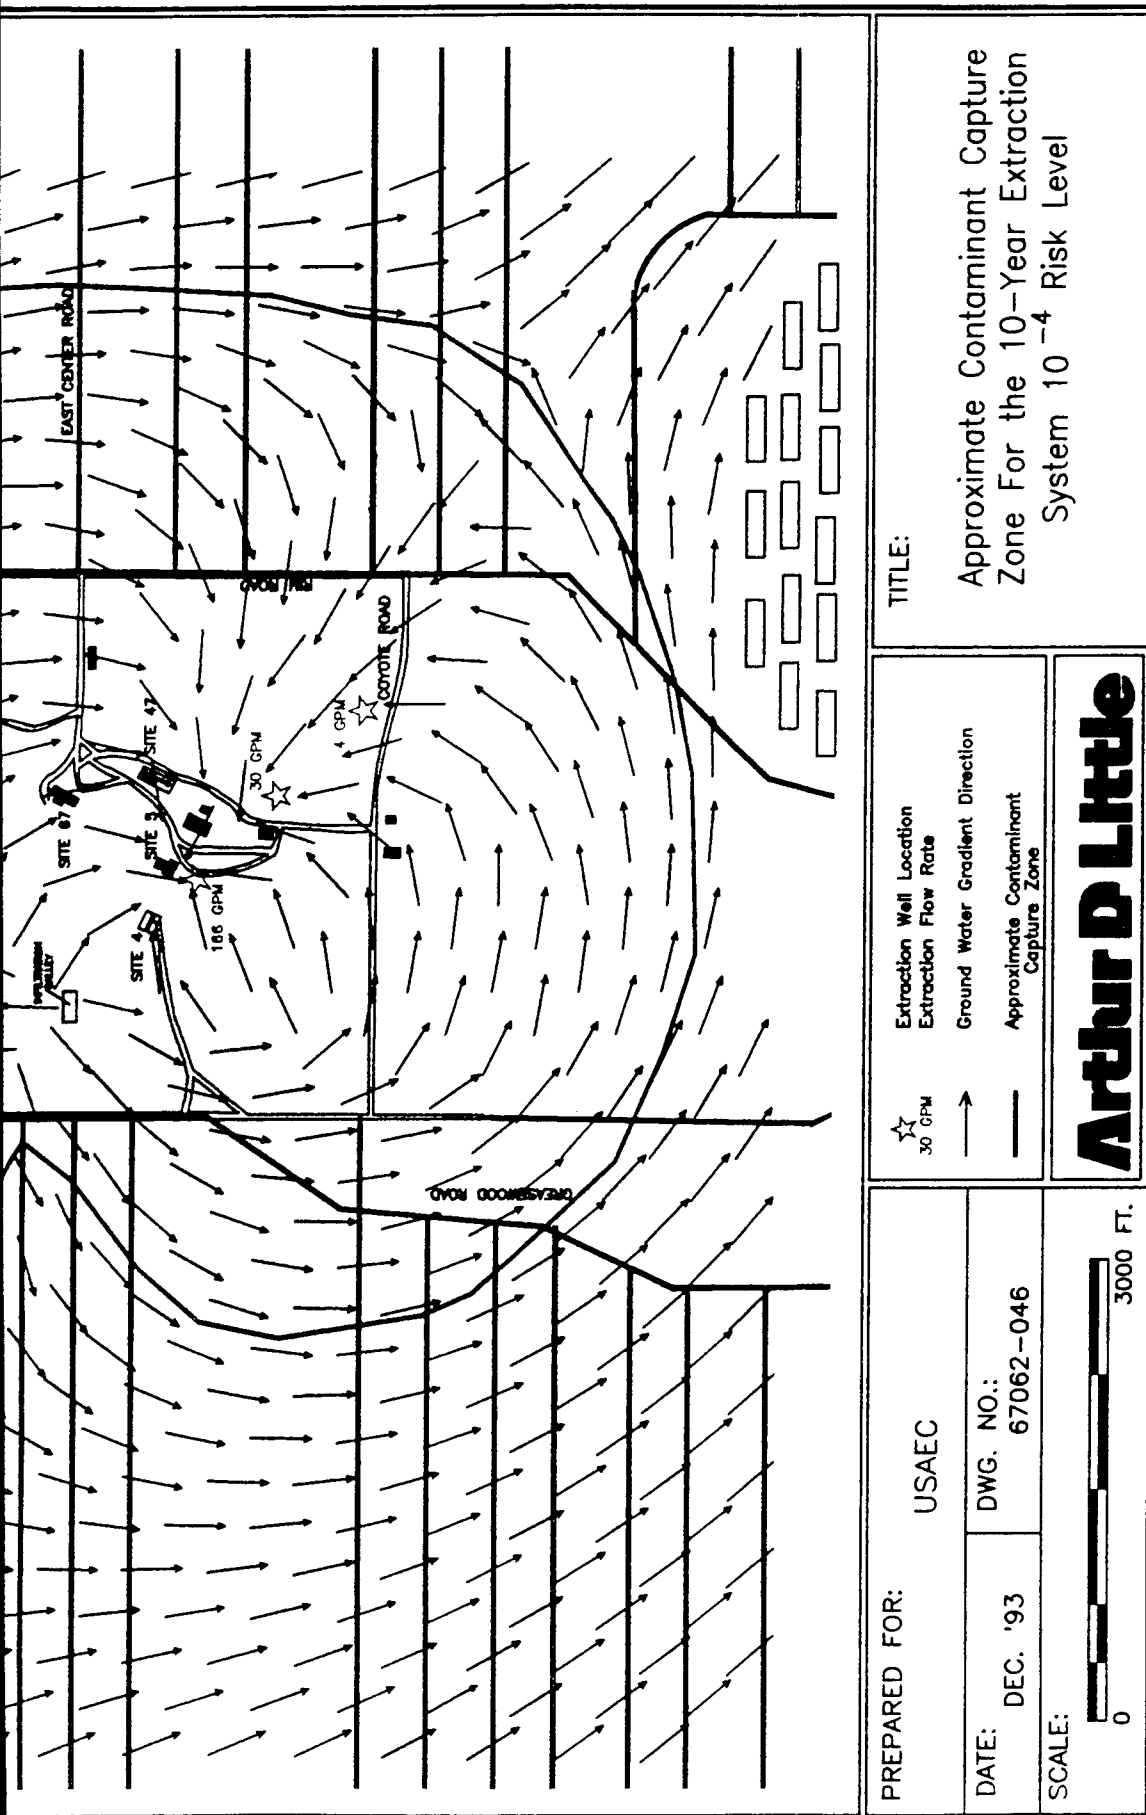 EAST CENTER ROAD
RIM ROAD
COYOTE ROAD
SITE 47
SITE 67
SITE 5
SITE 4
30 GPM
4 GPM
166 GPM
GREASEWOOD ROAD
PREPARED FOR:
USAEC
DATE:
DEC. '93
DWG. NO.:
67062-046
SCALE:
0
3000 FT.
30 GPM
Extraction Well Location
Extraction Flow Rate
Ground Water Gradient Direction
Approximate Contaminant
Capture Zone
Arthur D Little
TITLE:
Approximate Contaminant Capture
Zone For the 10-Year Extraction
System 10⁻⁴ Risk Level